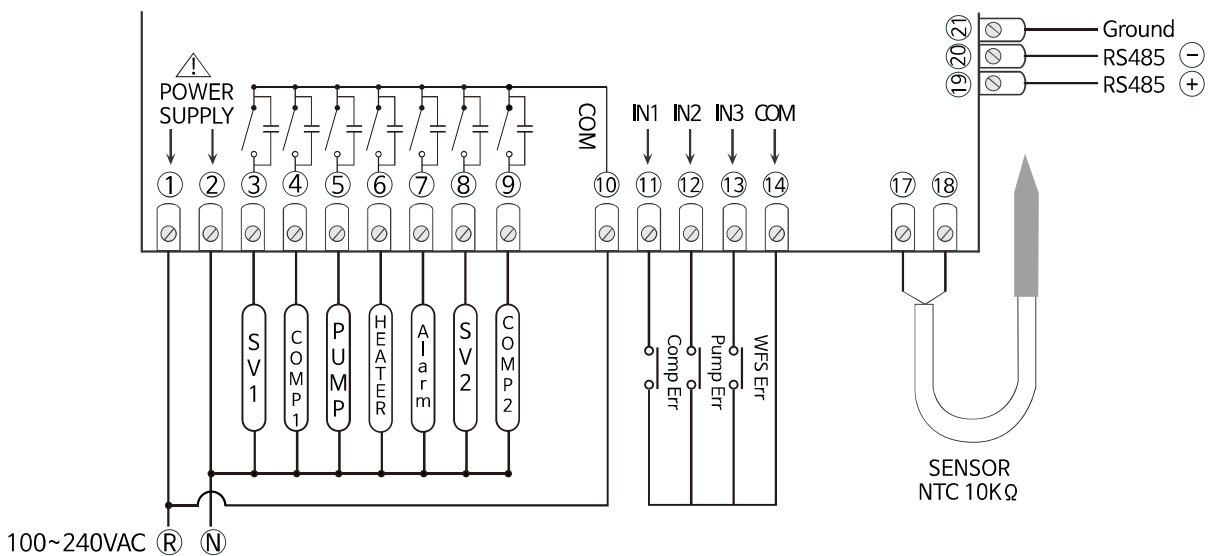 ⚠
POWER
SUPPLY
COM
IN1 IN2 IN3 COM
21 Ground
20 RS485 −
19 RS485 +
1 2 3 4 5 6 7 8 9 10 11 12 13 14 17 18
SV1
COMP1
PUMP
HEATER
Alarm
SV2
COMP2
Comp Err
Pump Err
WFS Err
SENSOR
NTC 10KΩ
100~240VAC R N